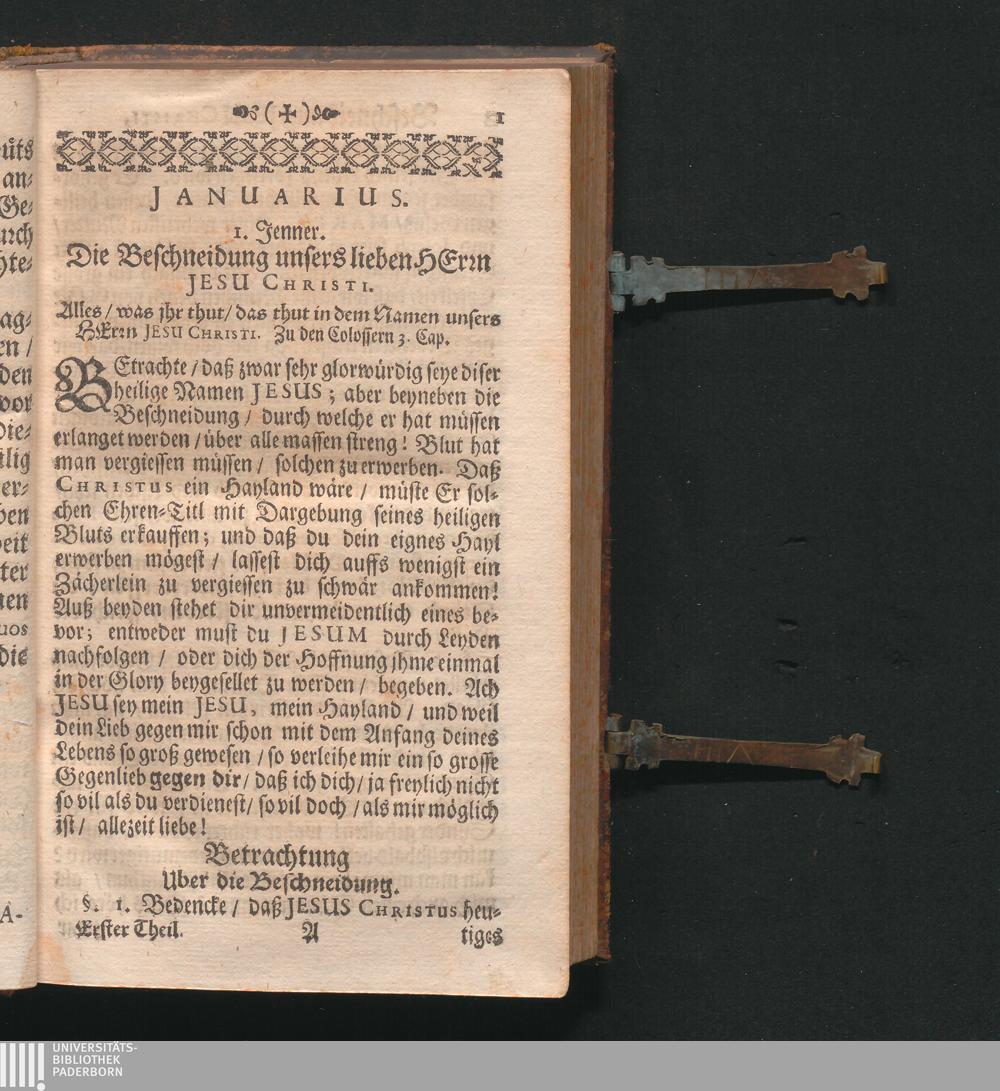 (✢) 1
JANUARIUS.
1. Jenner.
Die Beschneidung unsers lieben HErrn
JESU CHRISTI.
Alles / was jhr thut / das thut in dem Namen unsers
HErrn JESU CHRISTI. Zu den Colossern 3. Cap.
BEtrachte / daß zwar sehr glorwürdig seye diser
heilige Namen JESUS; aber beyneben die
Beschneidung / durch welche er hat müssen
erlanget werden / über alle massen streng! Blut hat
man vergiessen müssen / solchen zu erwerben. Daß
CHRISTUS ein Hayland wäre / müste Er sol-
chen Ehren-Titl mit Dargebung seines heiligen
Bluts erkauffen; und daß du dein eignes Hayl
erwerben mögest / lassest dich auffs wenigst ein
Zächerlein zu vergiessen zu schwär ankommen!
Auß beyden stehet dir unvermeidentlich eines be-
vor; entweder must du JESUM durch Leyden
nachfolgen / oder dich der Hoffnung jhme einmal
in der Glory beygesellet zu werden / begeben. Ach
JESU sey mein JESU, mein Hayland / und weil
dein Lieb gegen mir schon mit dem Anfang deines
Lebens so groß gewesen / so verleihe mir ein so grosse
Gegenlieb gegen dir / daß ich dich / ja freylich nicht
so vil als du verdienest / so vil doch / als mir möglich
ist / allezeit liebe!
Betrachtung
Uber die Beschneidung.
§. 1. Bedencke / daß JESUS CHRISTUS heu-
Erster Theil. A tiges
UNIVERSITÄTS-
BIBLIOTHEK
PADERBORN